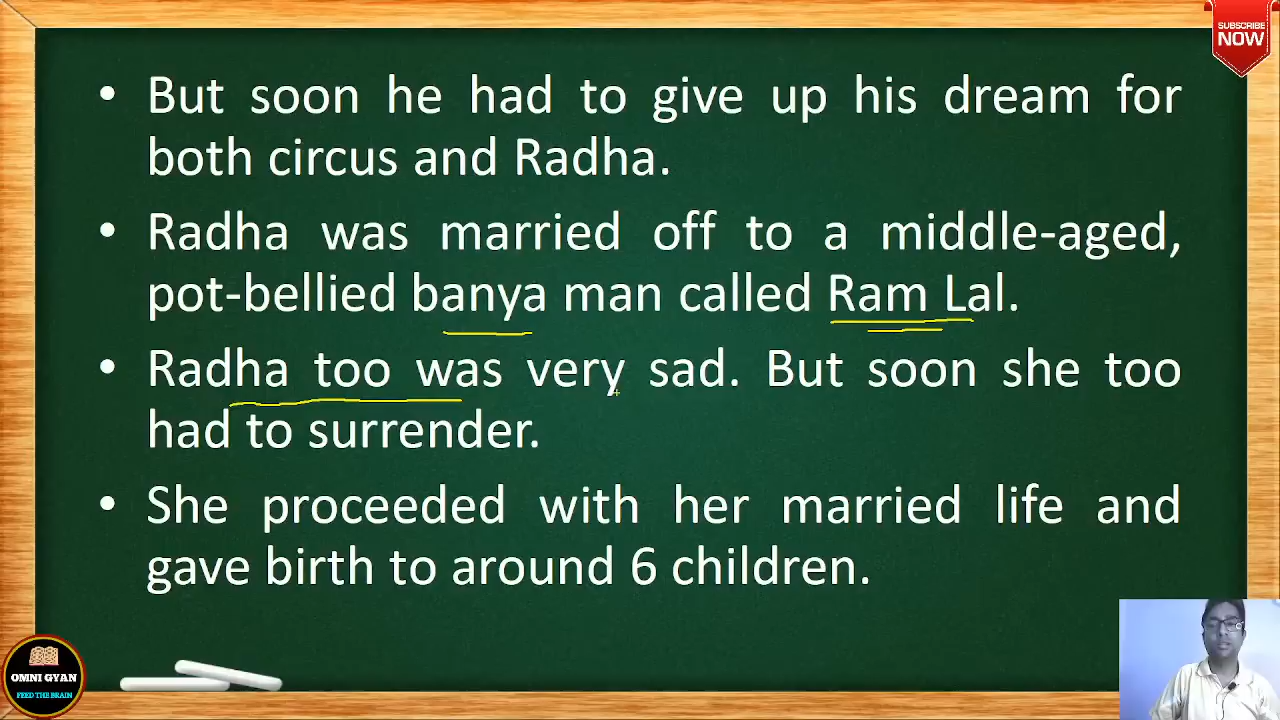 SUBSCRIBE
NOW
• But soon he had to give up his dream for
both circus and Radha.
• Radha was married off to a middle-aged,
pot-bellied banya man called Ram Lal.
• Radha too was very sad. But soon she too
had to surrender.
• She proceeded with her married life and
gave birth to around 6 children.
OMNI GYAN
FEED THE BRAIN